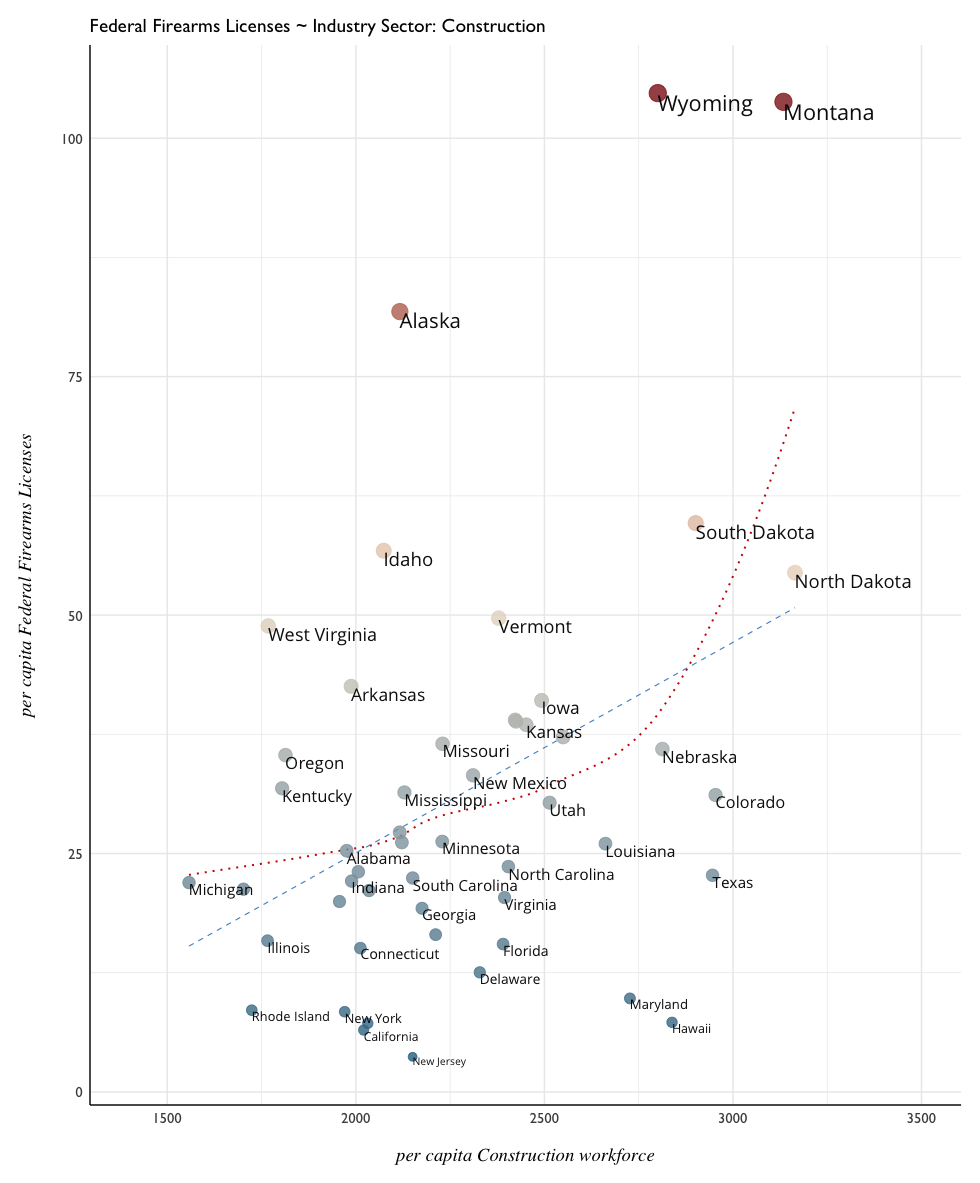 Federal Firearms Licenses ~ Industry Sector: Construction
Wyoming
Montana
100
Alaska
75
South Dakota
Idaho
North Dakota
50
Vermont
West Virginia
Arkansas
Iowa
Kansas
Missouri
Nebraska
Oregon
New Mexico
Kentucky
Mississippi
Colorado
Utah
25
Minnesota
Louisiana
Alabama
North Carolina
Michigan
Indiana
South Carolina
Texas
Virginia
Georgia
Illinois
Connecticut
Florida
Delaware
Maryland
Rhode Island
New York
Hawaii
California
New Jersey
0
1500 2000 2500 3000 3500
per capita Construction workforce
per capita Federal Firearms Licenses